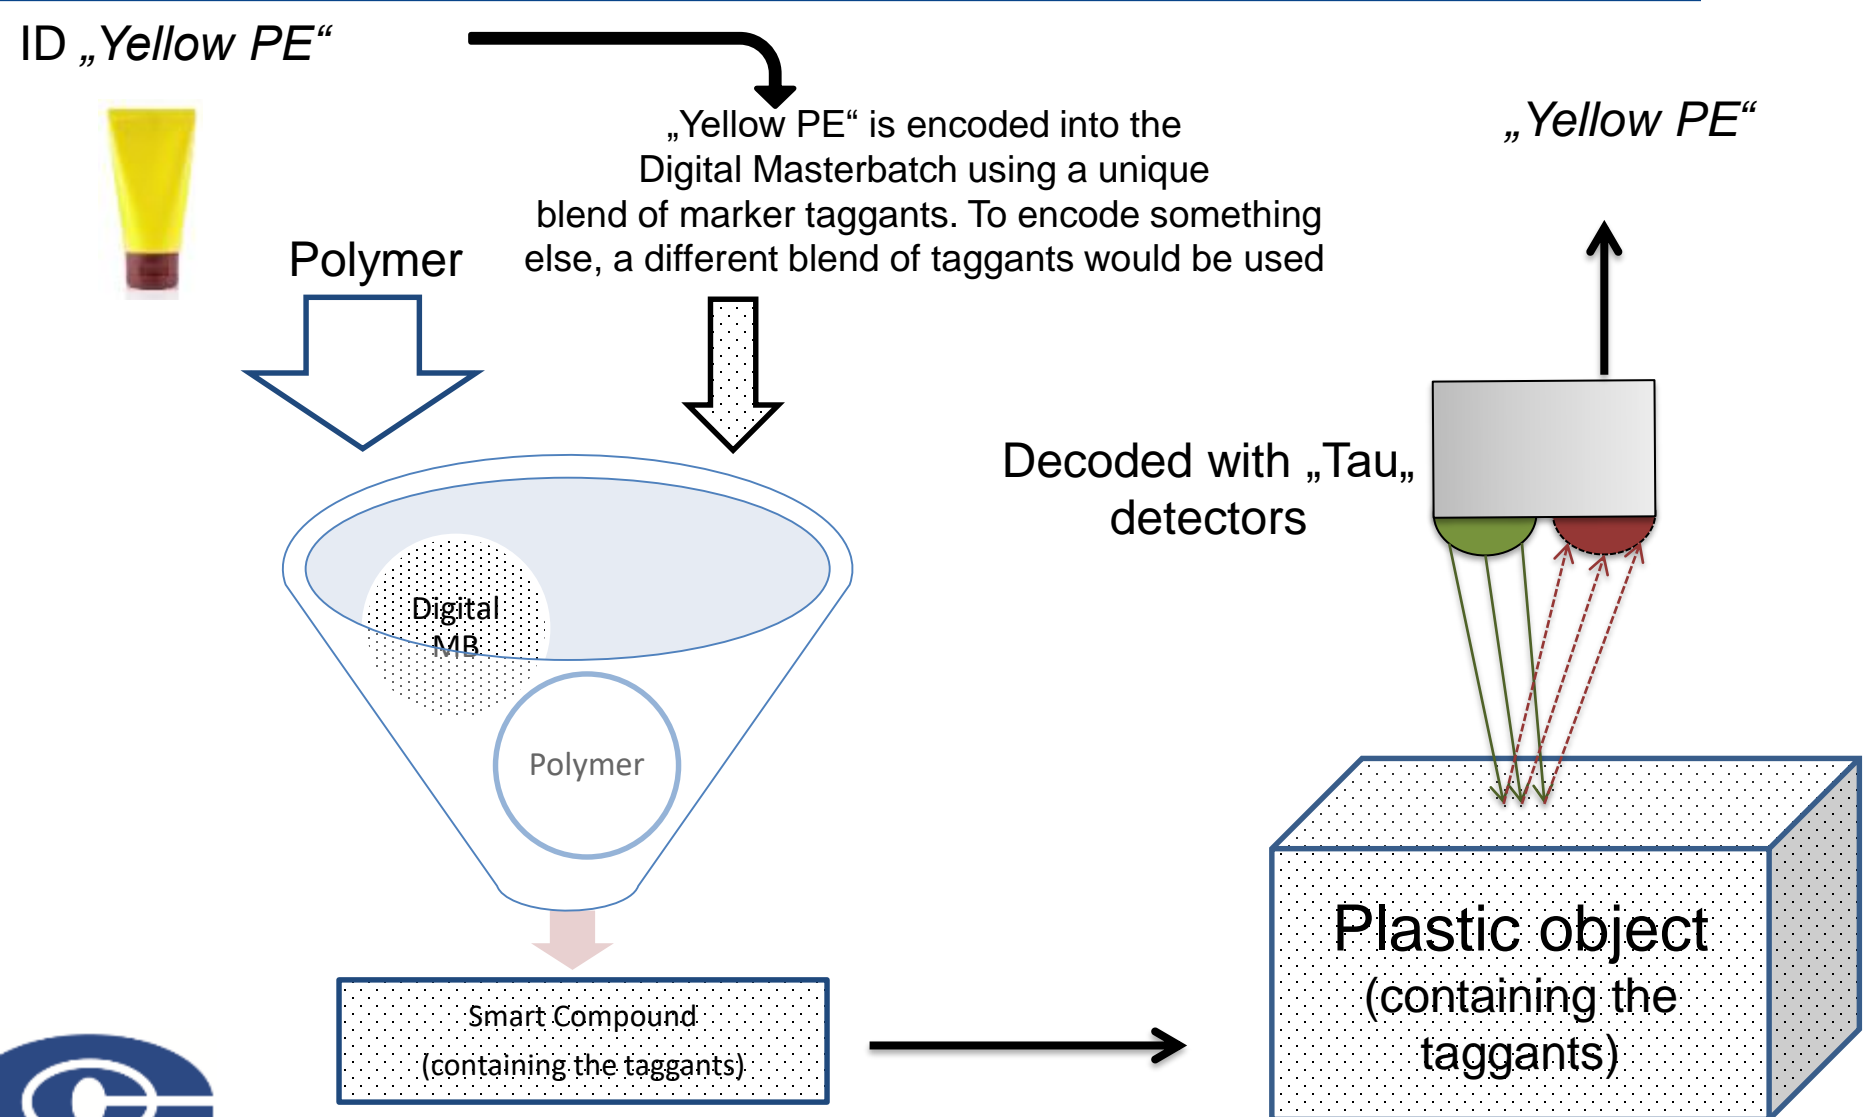 ID „Yellow PE“
„Yellow PE“ is encoded into the
Digital Masterbatch using a unique
blend of marker taggants. To encode something
else, a different blend of taggants would be used
„Yellow PE“
Polymer
Decoded with „Tau„
detectors
Digital
MB
Polymer
Smart Compound
(containing the taggants)
Plastic object
(containing the
taggants)